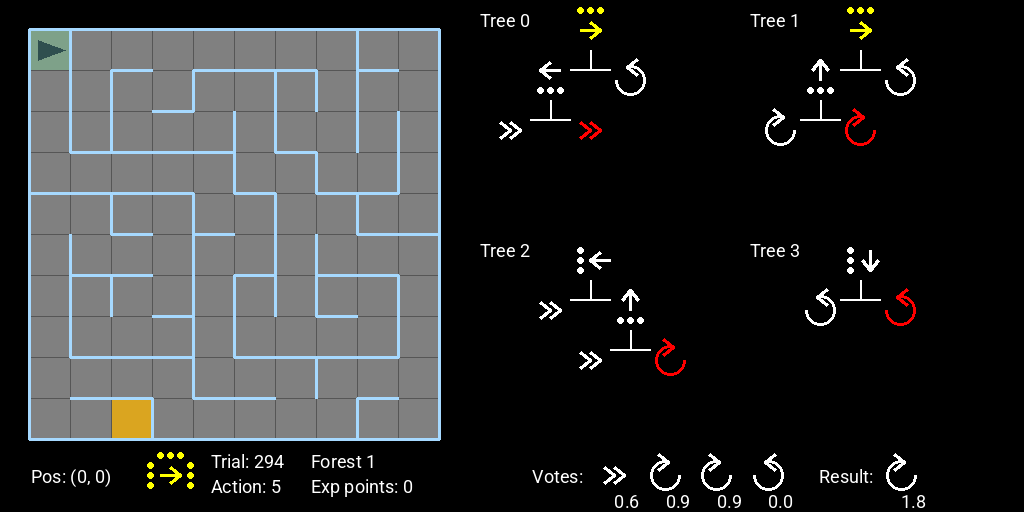 Tree 0
Tree 1
Tree 2
Tree 3
Pos: (0, 0)
Trial: 294
Forest 1
Action: 5
Exp points: 0
Votes:
Result:
0.6
0.9
0.9
0.0
1.8